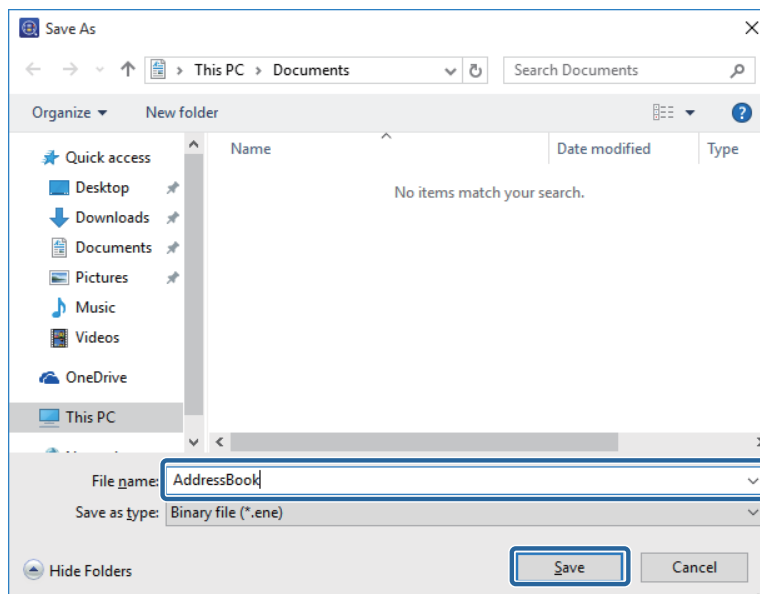 Save As
This PC > Documents
Search Documents
Organize
New folder
?
Quick access
Name
Date modified
Type
Desktop
No items match your search.
Downloads
Documents
Pictures
Music
Videos
OneDrive
This PC
File name: AddressBook
Save as type: Binary file (*.ene)
Hide Folders
Save
Cancel